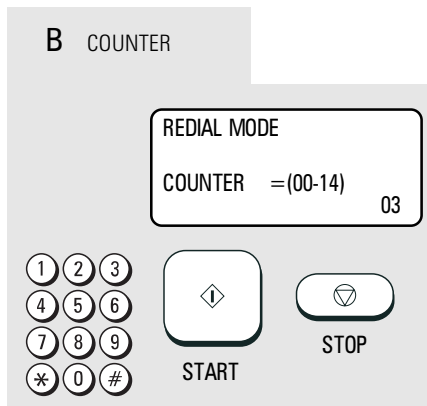 B COUNTER
REDIAL MODE
COUNTER =(00-14)
03
1 2 3
4 5 6
7 8 9
* 0 #
START
STOP